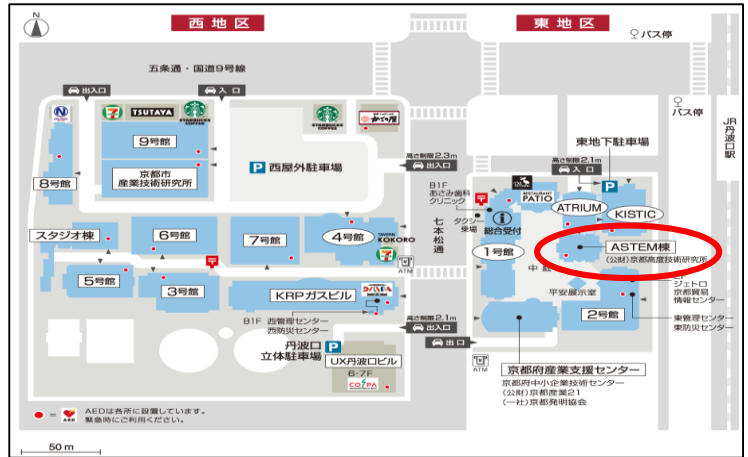 N
西地区
東地区
バス停
五条通・国道9号線
出入口
入口
TSUTAYA
STARBUCKS COFFEE
STARBUCKS COFFEE
かごの屋
バス停
JR丹波口駅
9号館
京都市
産業技術研究所
8号館
P 西屋外駐車場
高さ制限2.3m
出入口
東地下駐車場
高さ制限2.1m
入口
P
B1F
あさみ歯科
クリニック
RESTAURANT
PATIO
ATRIUM
KISTIC
タクシー
乗場
総合受付
七本松通
スタジオ棟
6号館
7号館
4号館
TAVERN
KOKORO
ATM
1号館
中庭
ASTEM棟
(公財)京都高度技術研究所
5号館
3号館
KRPガスビル
B1F 西管理センター
西防災センター
平安展示室
ジェトロ
京都貿易
情報センター
2号館
東管理センター
東防災センター
高さ制限2.1m
出入口
出口
丹波口
立体駐車場
P
UX丹波口ビル
6-7F
COSPA
ATM
京都府産業支援センター
京都府中小企業技術センター
(公財)京都産業21
(一社)京都発明協会
● = AED
AEDは各所に設置しています。
緊急時にご利用ください。
50 m